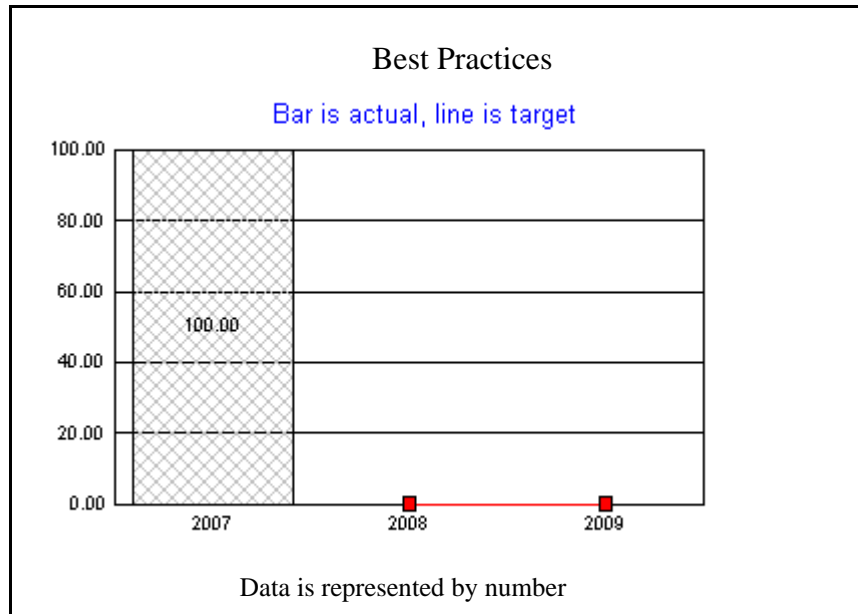 Best Practices
Bar is actual, line is target
100.00
80.00
60.00
100.00
40.00
20.00
0.00
2007 2008 2009
Data is represented by number